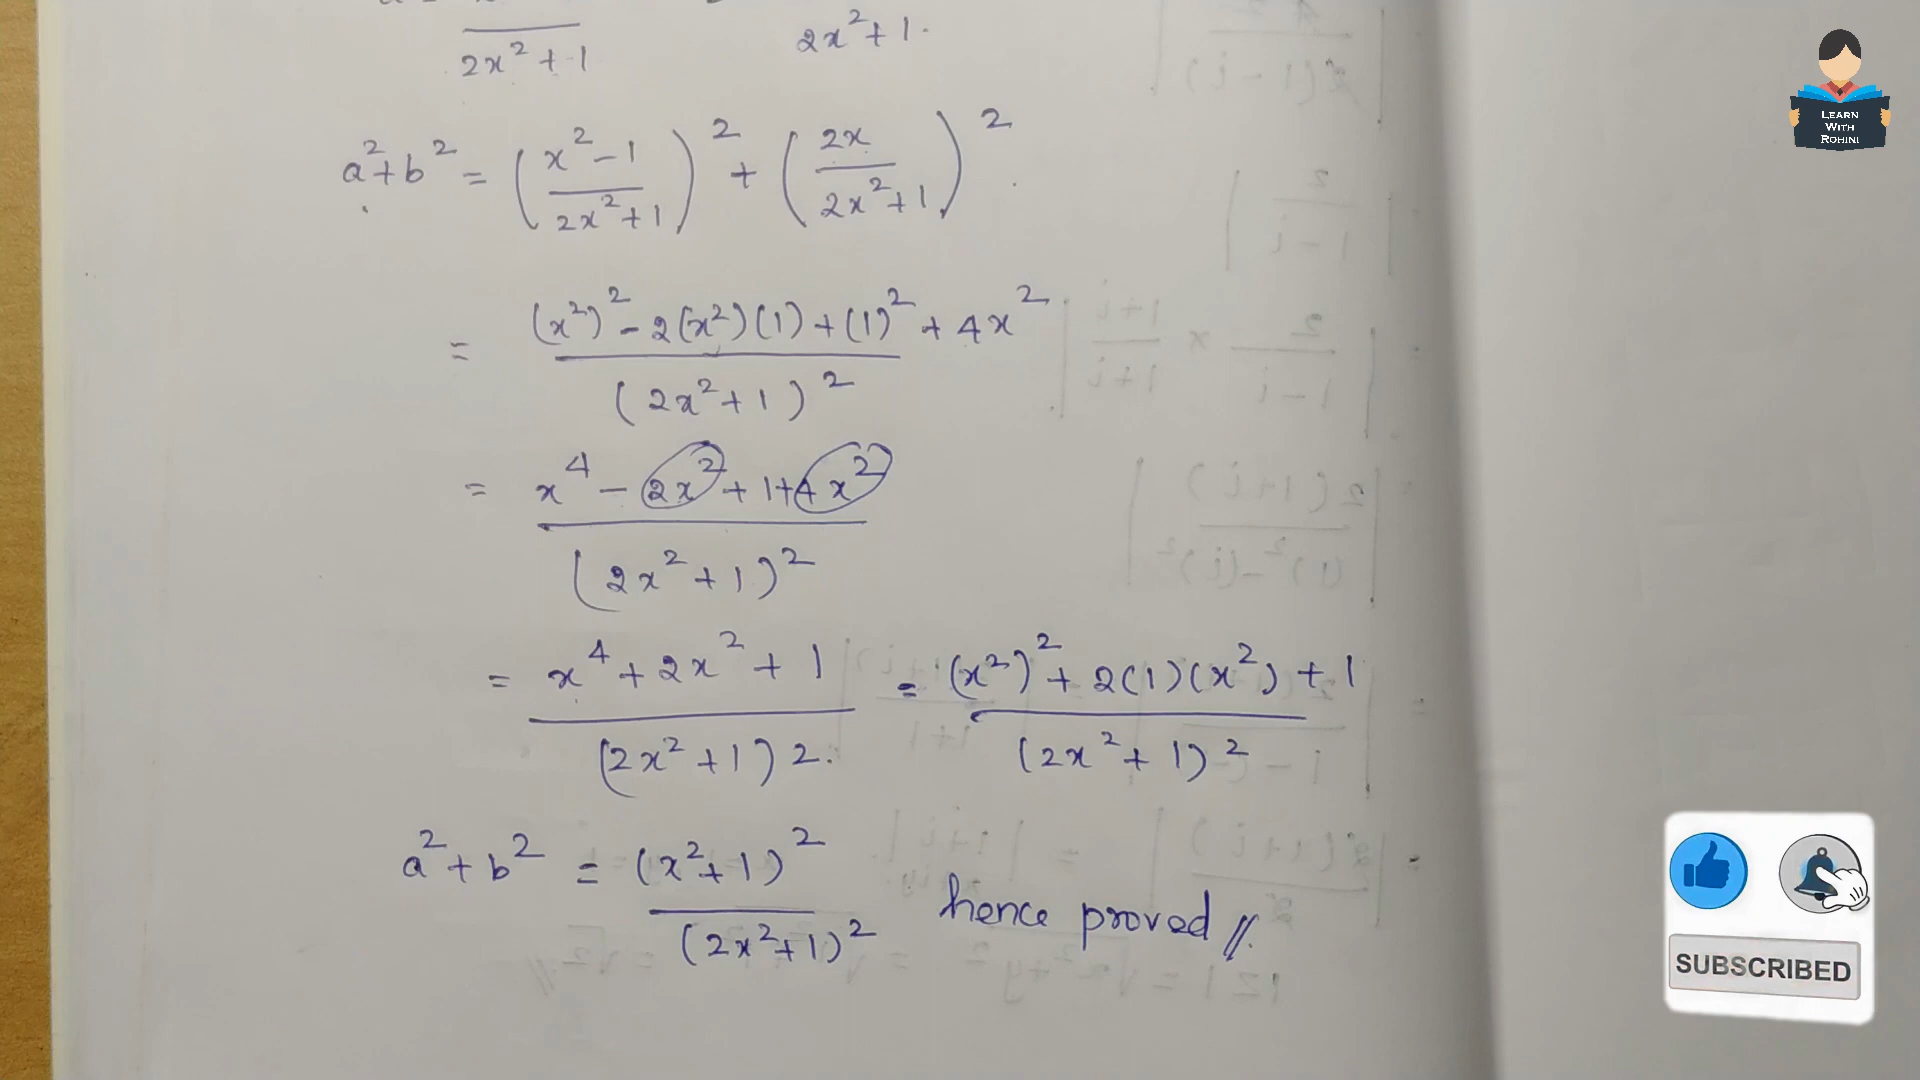 2x² + 1    2x² + 1.
a² + b² = ( x² - 1 / 2x² + 1 )² + ( 2x / 2x² + 1 )²
= (x²)² - 2(x²)(1) + (1)² + 4x² / (2x² + 1)²
= x⁴ - 2x² + 1 + 4x² / (2x² + 1)²
= x⁴ + 2x² + 1 / (2x² + 1) 2. = (x²)² + 2(1)(x²) + 1 / (2x² + 1)²
a² + b² = (x² + 1)² / (2x² + 1)² hence proved //.
LEARN
WITH
ROHINI
SUBSCRIBED